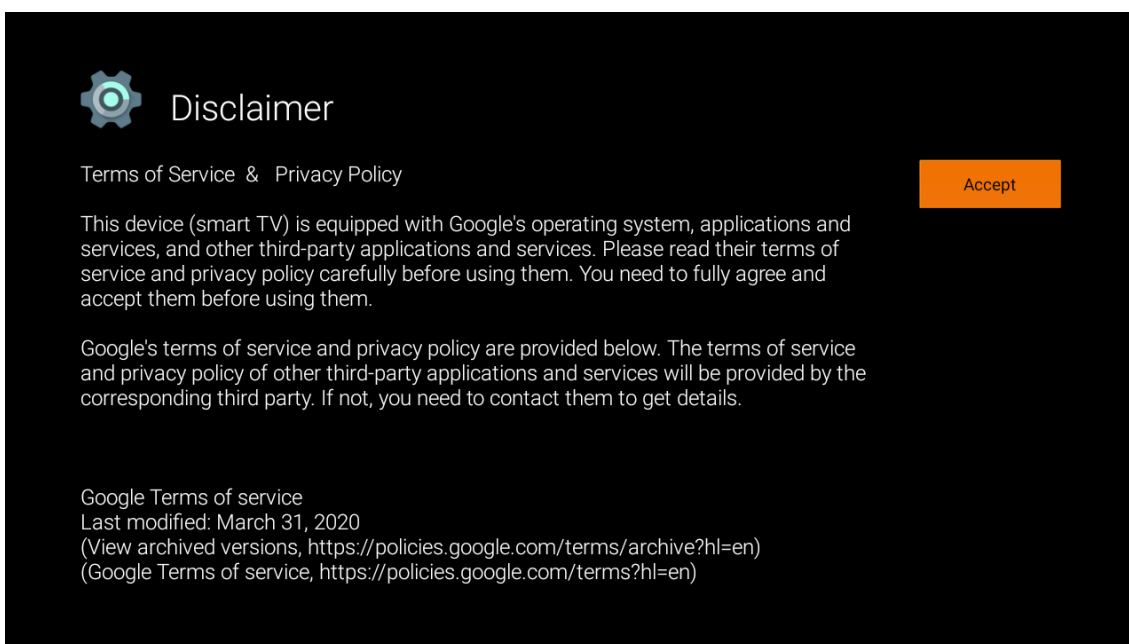 Disclaimer
Terms of Service & Privacy Policy
Accept
This device (smart TV) is equipped with Google's operating system, applications and
services, and other third-party applications and services. Please read their terms of
service and privacy policy carefully before using them. You need to fully agree and
accept them before using them.
Google's terms of service and privacy policy are provided below. The terms of service
and privacy policy of other third-party applications and services will be provided by the
corresponding third party. If not, you need to contact them to get details.
Google Terms of service
Last modified: March 31, 2020
(View archived versions, https://policies.google.com/terms/archive?hl=en)
(Google Terms of service, https://policies.google.com/terms?hl=en)